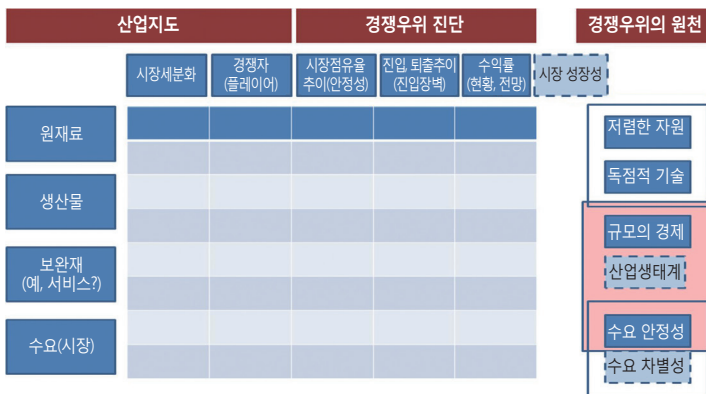 산업지도
경쟁우위 진단
경쟁우위의 원천
시장세분화
경쟁자
(플레이어)
시장점유율
추이(안정성)
진입, 퇴출추이
(진입장벽)
수익률
(현황, 전망)
시장 성장성
원재료
생산물
보완재
(예, 서비스?)
수요(시장)
저렴한 자원
독점적 기술
규모의 경제
산업생태계
수요 안정성
수요 차별성